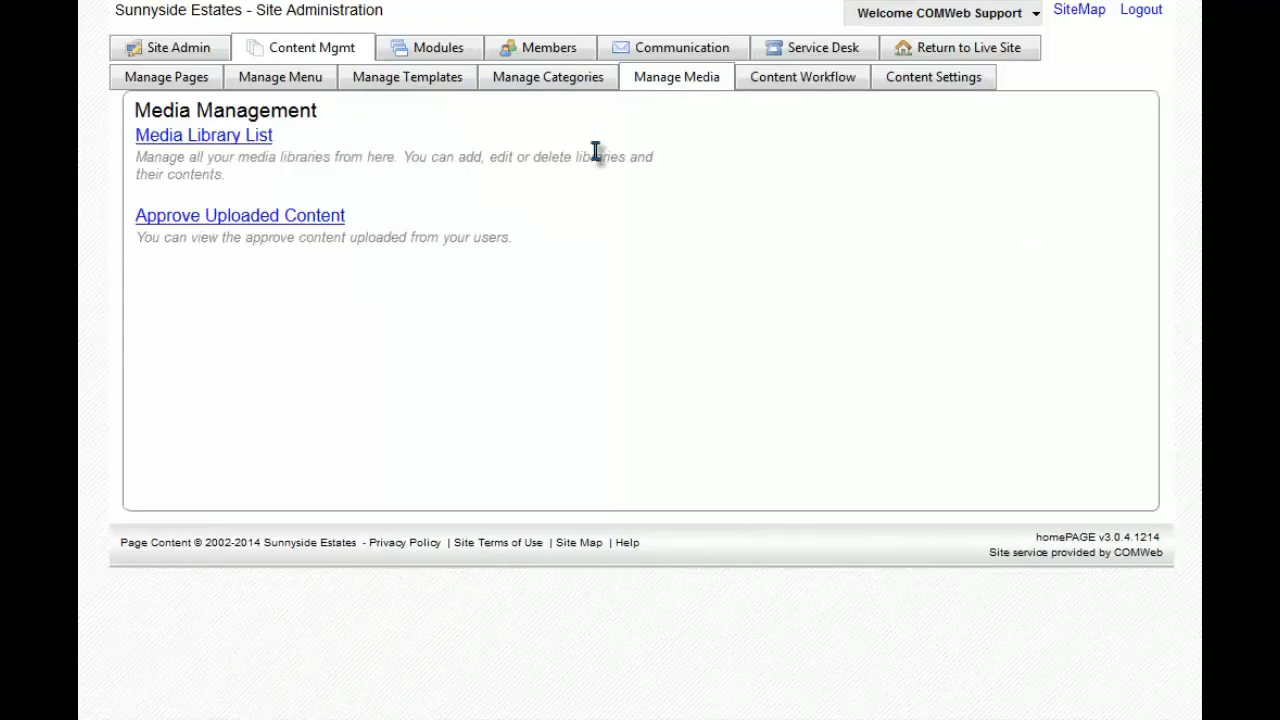 Sunnyside Estates - Site Administration
Welcome COMWeb Support
SiteMap
Logout
Site Admin
Content Mgmt
Modules
Members
Communication
Service Desk
Return to Live Site
Manage Pages
Manage Menu
Manage Templates
Manage Categories
Manage Media
Content Workflow
Content Settings
Media Management
Media Library List
Manage all your media libraries from here. You can add, edit or delete libraries and
their contents.
Approve Uploaded Content
You can view the approve content uploaded from your users.
Page Content © 2002-2014 Sunnyside Estates - Privacy Policy | Site Terms of Use | Site Map | Help
homePAGE v3.0.4.1214
Site service provided by COMWeb